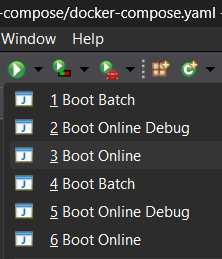 -compose/docker-compose.yaml -
Window Help
1 Boot Batch
2 Boot Online Debug
3 Boot Online
4 Boot Batch
5 Boot Online Debug
6 Boot Online